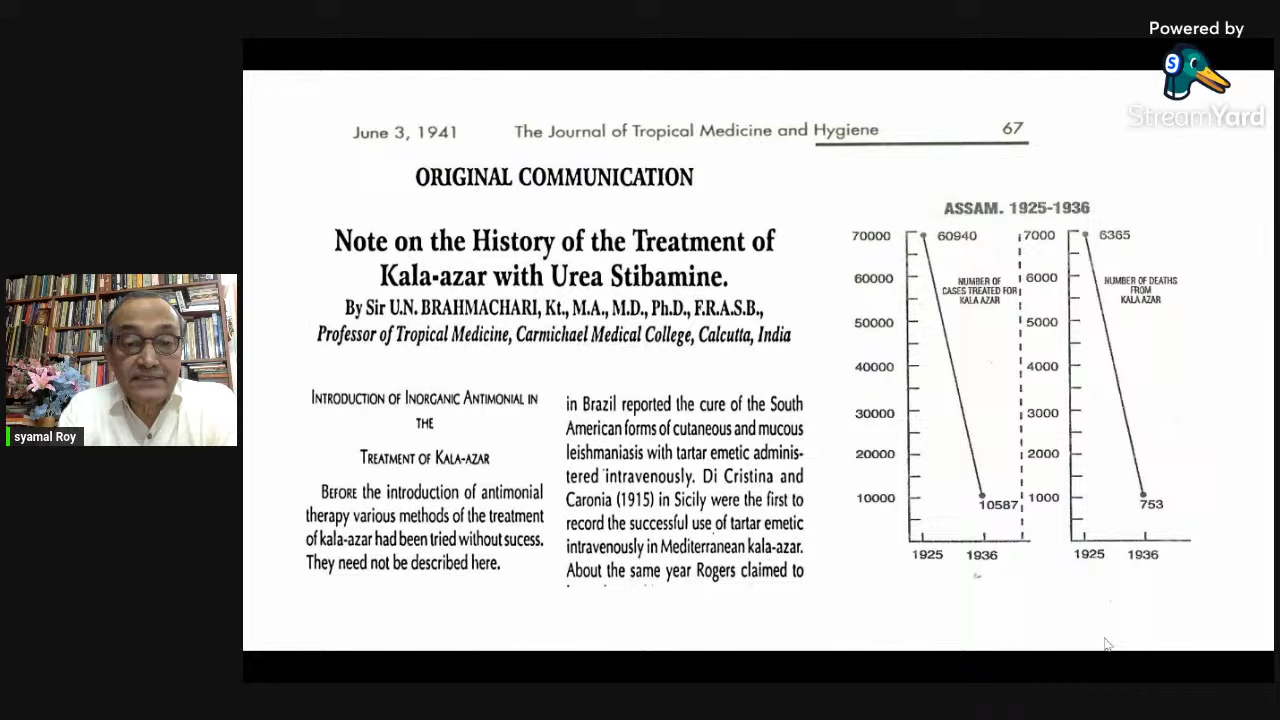 Powered by
S
StreamYard
June 3, 1941 The Journal of Tropical Medicine and Hygiene 67
ORIGINAL COMMUNICATION
Note on the History of the Treatment of
Kala-azar with Urea Stibamine.
By Sir U.N. BRAHMACHARI, Kt., M.A., M.D., Ph.D., F.R.A.S.B.,
Professor of Tropical Medicine, Carmichael Medical College, Calcutta, India
INTRODUCTION OF INORGANIC ANTIMONIAL IN
THE
TREATMENT OF KALA-AZAR
BEFORE the introduction of antimonial
therapy various methods of the treatment
of kala-azar had been tried without sucess.
They need not be described here.
in Brazil reported the cure of the South
American forms of cutaneous and mucous
leishmaniasis with tartar emetic adminis-
tered intravenously. Di Cristina and
Caronia (1915) in Sicily were the first to
record the successful use of tartar emetic
intravenously in Mediterranean kala-azar.
About the same year Rogers claimed to
ASSAM. 1925-1936
70000
60000
50000
40000
30000
20000
10000
60940
NUMBER OF
CASES TREATED FOR
KALA AZAR
10587
1925 1936
7000
6000
5000
4000
3000
2000
1000
6365
NUMBER OF DEATHS
FROM
KALA AZAR
753
1925 1936
syamal Roy